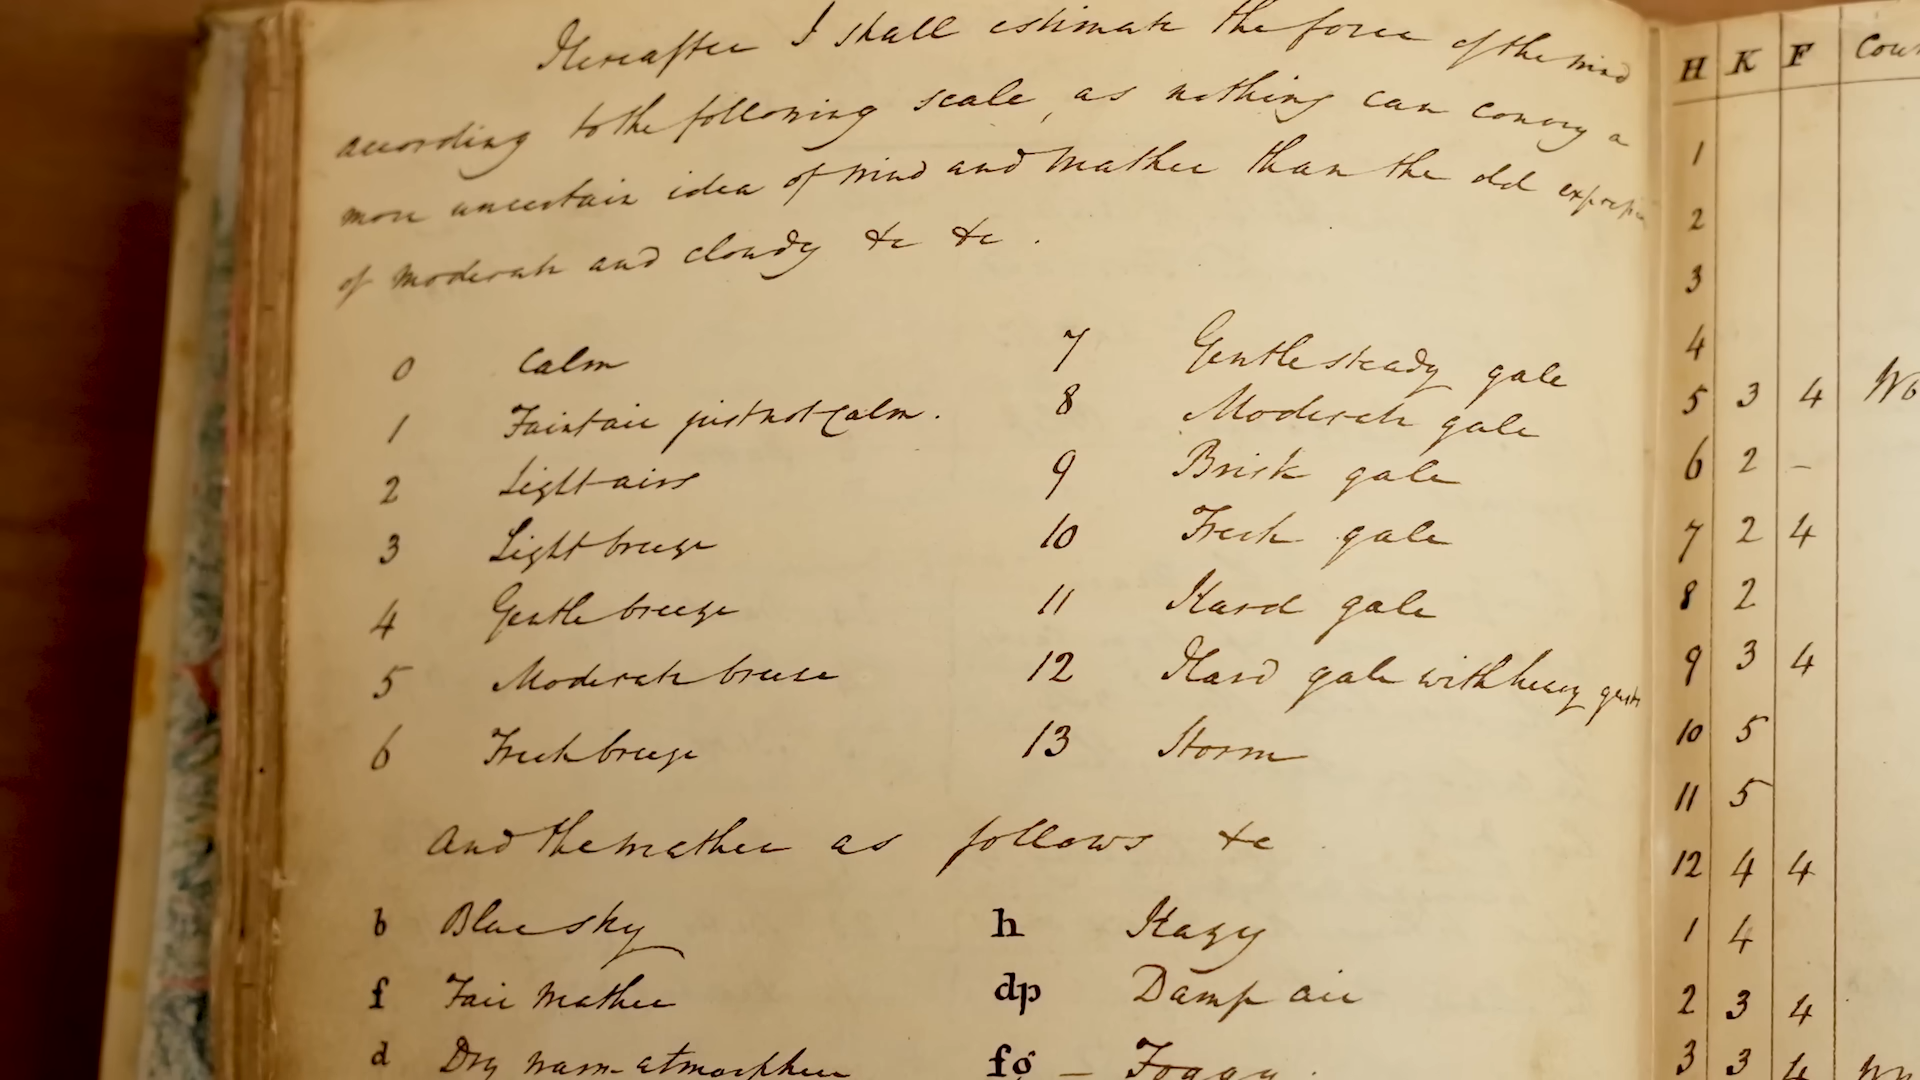 Hereafter I shall estimate the force of the wind
according to the following scale, as nothing can convey a
more uncertain idea of wind and weather than the old expression
of moderate and cloudy &c &c.
0 Calm
1 Faint air just not calm.
2 Light airs
3 Light breeze
4 Gentle breeze
5 Moderate breeze
6 Fresh breeze
7 Gentle steady gale
8 Moderate gale
9 Brisk gale
10 Fresh gale
11 Hard gale
12 Hard gale with heavy gusts
13 Storm
and the weather as follows &c
b Blue sky
f Fair weather
d Dry warm atmosphere
h Hazy
dp Damp air
fg – Foggy.
H K F Cour
1
2
3
4
5 3 4
6 2 –
7 2 4
8 2
9 3 4
10 5
11 5
12 4 4
1 4
2 3 4
3 3 4